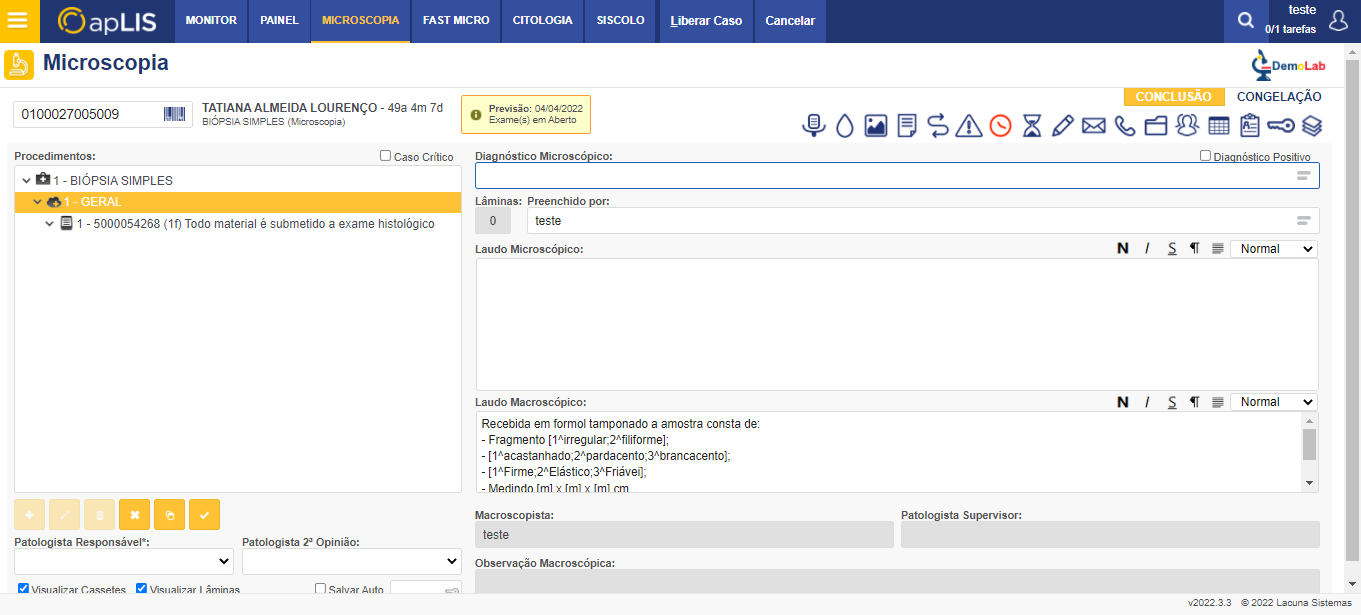 apLIS MONITOR PAINEL MICROSCOPIA FAST MICRO CITOLOGIA SISCOLO Liberar Caso Cancelar teste
0/1 tarefas
Microscopia
DemoLab
CONCLUSÃO CONGELAÇÃO
0100027005009
TATIANA ALMEIDA LOURENÇO - 49a 4m 7d
BIÓPSIA SIMPLES (Microscopia)
Previsão: 04/04/2022
Exame(s) em Aberto
Procedimentos: Caso Crítico
1 - BIÓPSIA SIMPLES
1 - GERAL
1 - 5000054268 (1f) Todo material é submetido a exame histológico
Patologista Responsável*: Patologista 2ª Opinião:
Visualizar Cassetes Visualizar Lâminas Salvar Auto
Diagnóstico Microscópico: Diagnóstico Positivo
Lâminas: Preenchido por:
0 teste
Laudo Microscópico: N I S ¶ Normal
Laudo Macroscópico: N I S ¶ Normal
Recebida em formol tamponado a amostra consta de:
- Fragmento [1^irregular;2^filiforme];
- [1^acastanhado;2^pardacento;3^brancacento];
- [1^Firme;2^Elástico;3^Friável];
- Medindo [m] x [m] x [m] cm
Macroscopista: Patologista Supervisor:
teste
Observação Macroscópica:
v2022.3.3 © 2022 Lacuna Sistemas